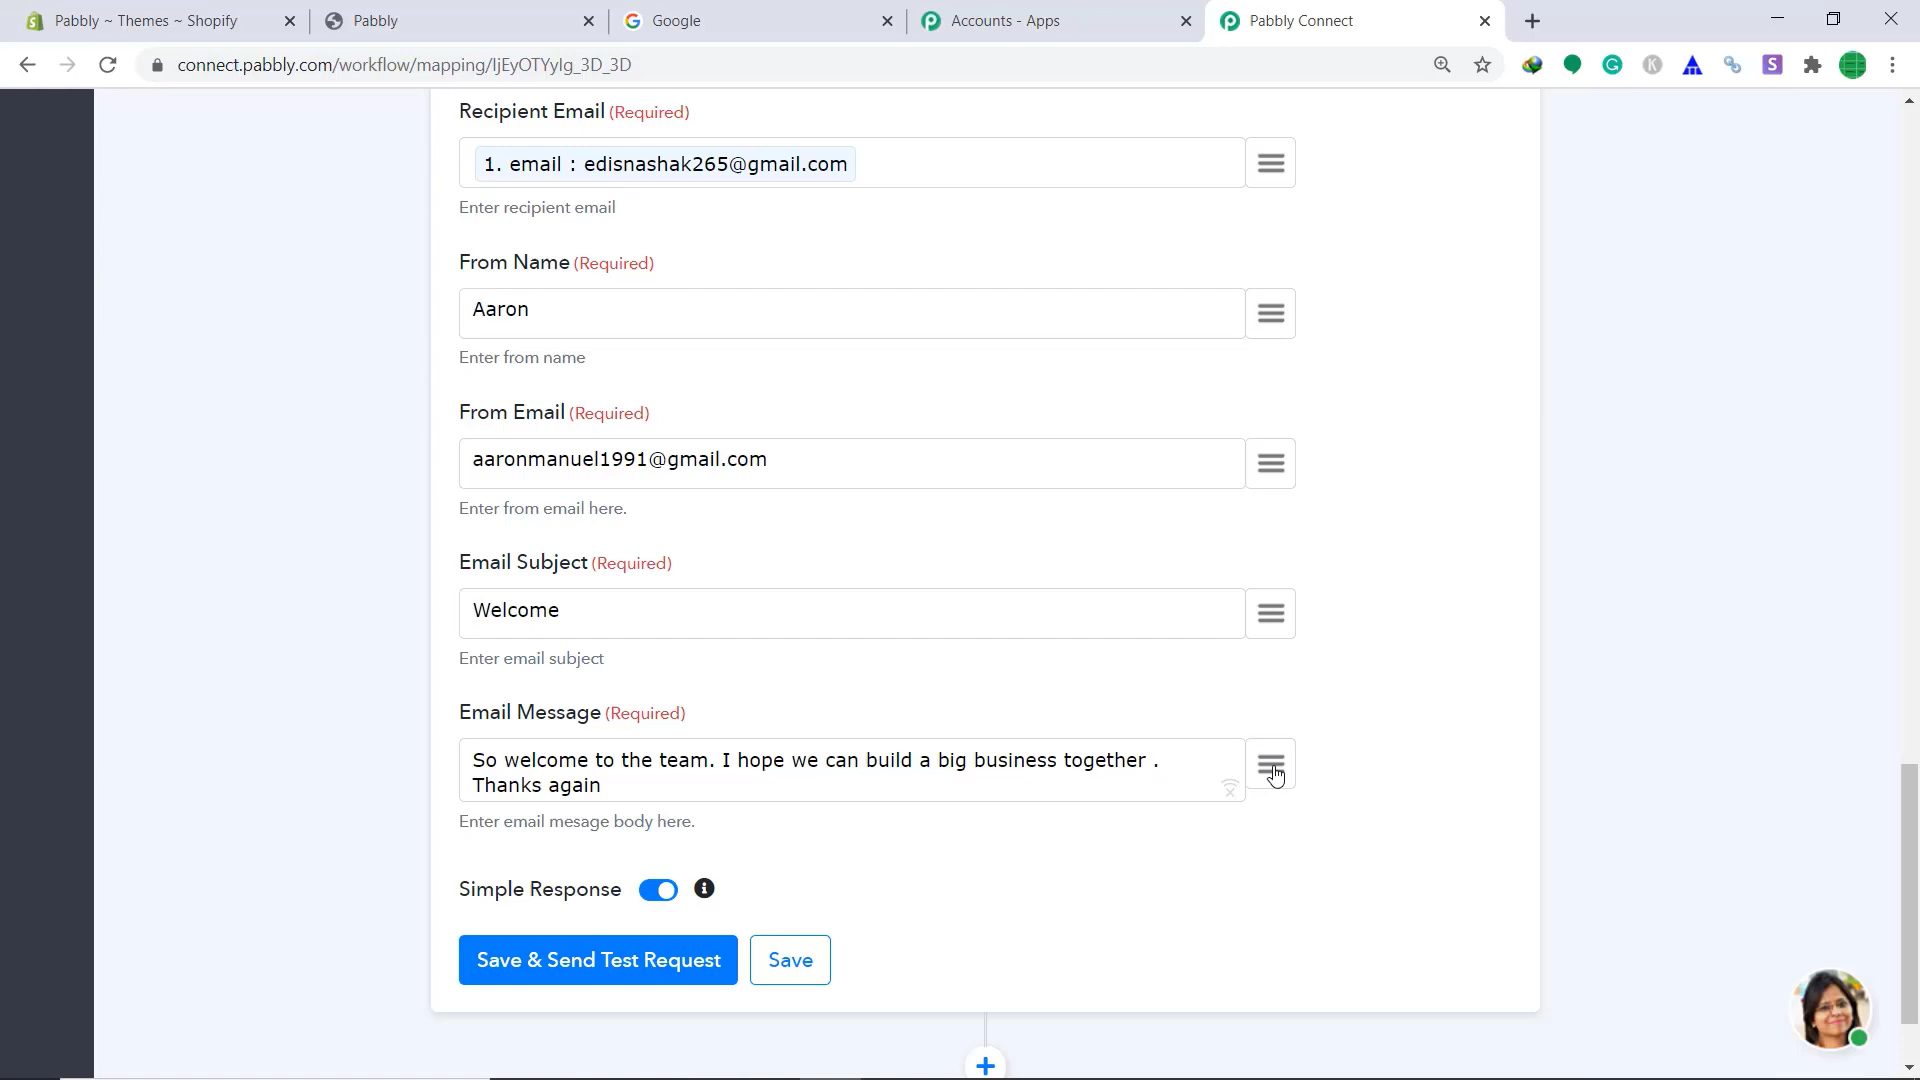 Pabbly ~ Themes ~ Shopify
Pabbly
Google
Accounts - Apps
Pabbly Connect
connect.pabbly.com/workflow/mapping/IjEyOTYyIg_3D_3D
Recipient Email (Required)
1. email : edisnashak265@gmail.com
Enter recipient email
From Name (Required)
Aaron
Enter from name
From Email (Required)
aaronmanuel1991@gmail.com
Enter from email here.
Email Subject (Required)
Welcome
Enter email subject
Email Message (Required)
So welcome to the team. I hope we can build a big business together .
Thanks again
Enter email mesage body here.
Simple Response
Save & Send Test Request
Save